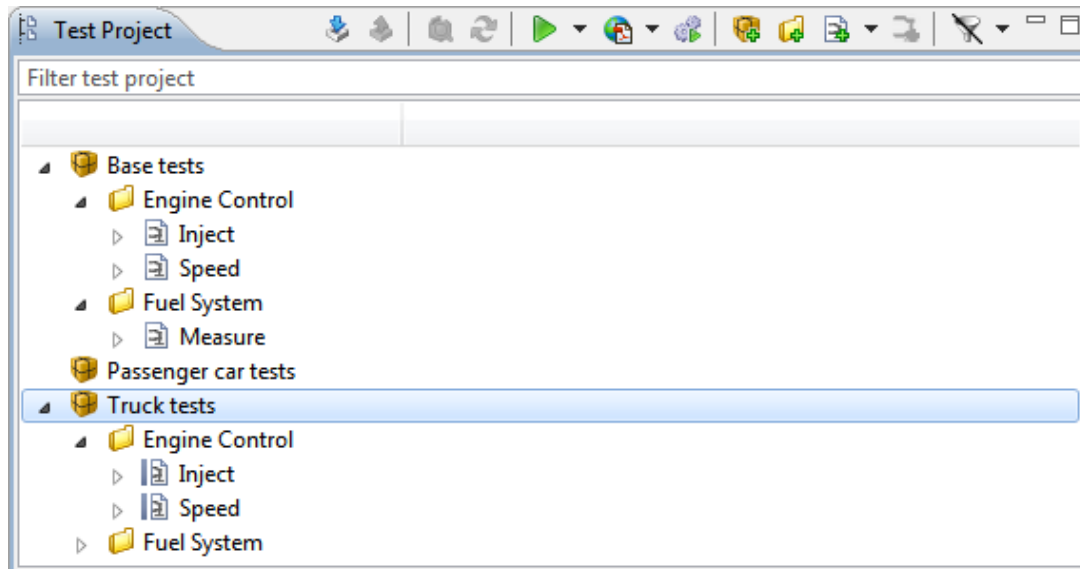 Test Project
Filter test project
Base tests
Engine Control
Inject
Speed
Fuel System
Measure
Passenger car tests
Truck tests
Engine Control
Inject
Speed
Fuel System